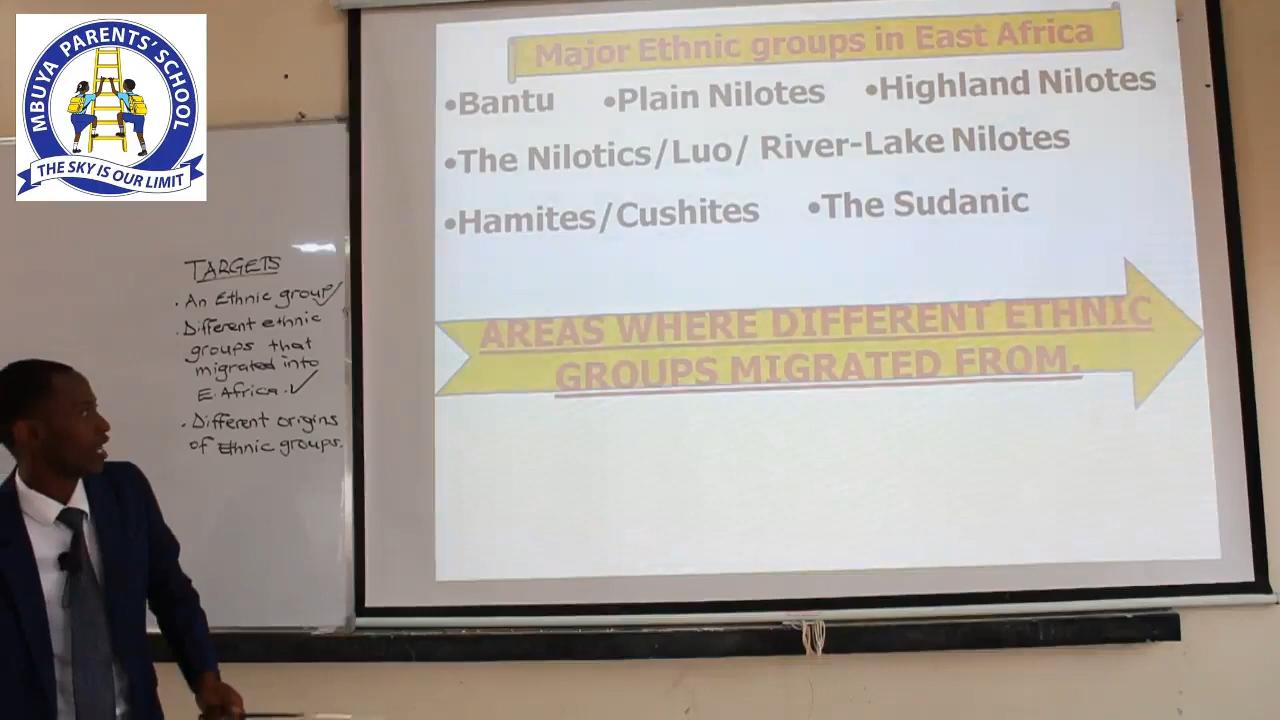 MBUYA PARENTS' SCHOOL
THE SKY IS OUR LIMIT
TARGETS
. An Ethnic group
. Different ethnic
groups that
migrated into
E. Africa.
. Different origins
of Ethnic groups.
Major Ethnic groups in East Africa
•Bantu •Plain Nilotes •Highland Nilotes
•The Nilotics/Luo/ River-Lake Nilotes
•Hamites/Cushites •The Sudanic
AREAS WHERE DIFFERENT ETHNIC
GROUPS MIGRATED FROM.